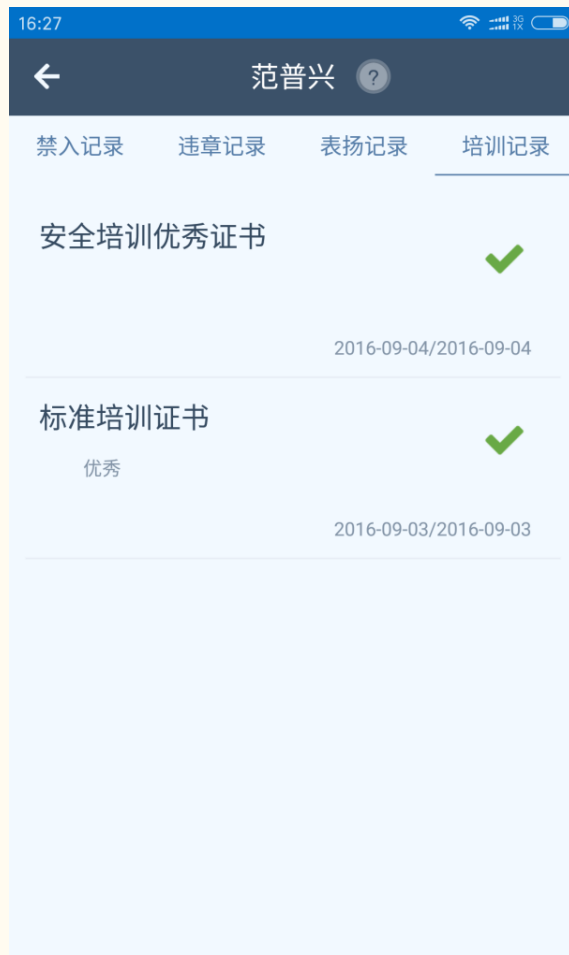 16:27 3G 1X
范普兴 ?
禁入记录 违章记录 表扬记录 培训记录
安全培训优秀证书
2016-09-04/2016-09-04
标准培训证书
优秀
2016-09-03/2016-09-03